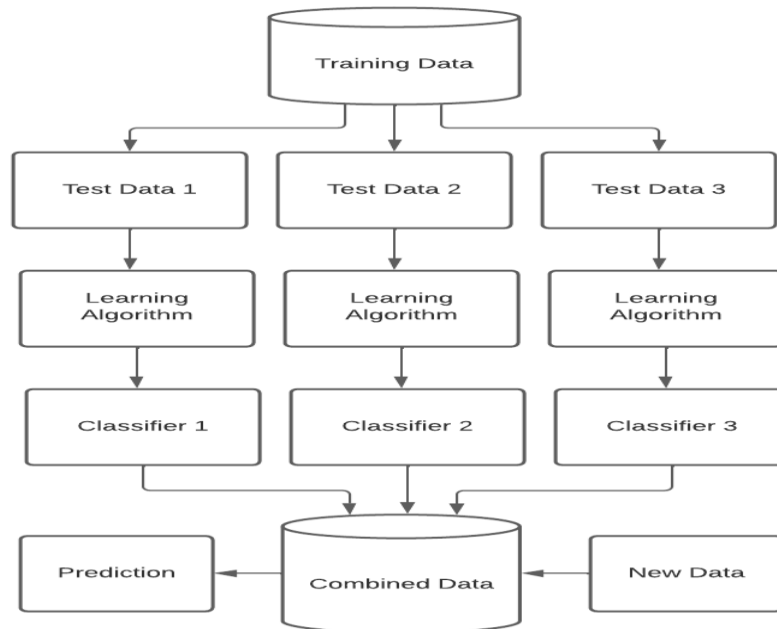 Training Data
Test Data 1
Test Data 2
Test Data 3
Learning
Algorithm
Learning
Algorithm
Learning
Algorithm
Classifier 1
Classifier 2
Classifier 3
Prediction
Combined Data
New Data